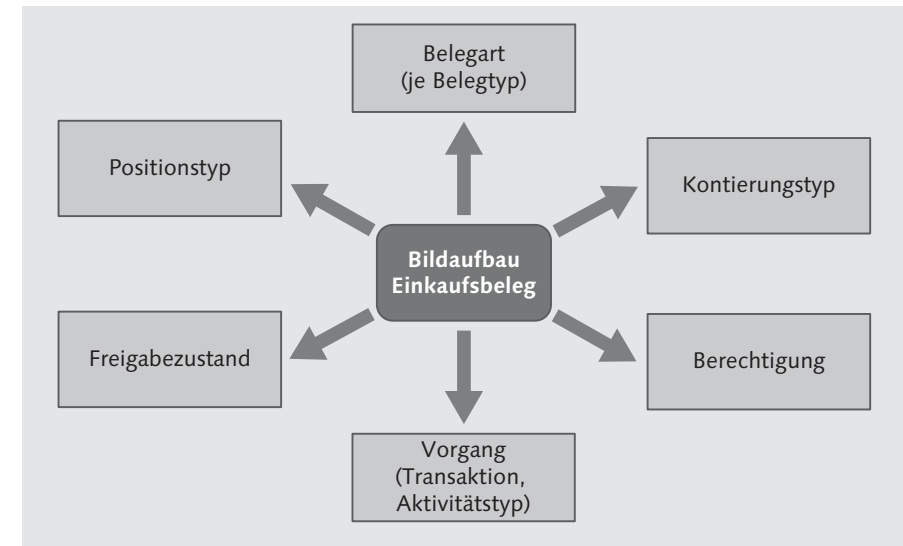 Belegart
(je Belegtyp)
Positionstyp
Kontierungstyp
Bildaufbau
Einkaufsbeleg
Freigabezustand
Berechtigung
Vorgang
(Transaktion,
Aktivitätstyp)